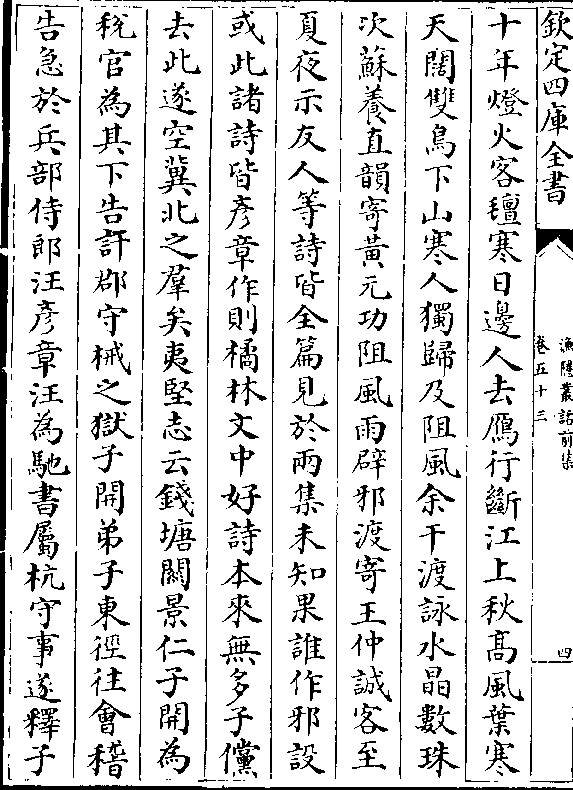 欽定四庫全書
漁隱叢話前集
卷五十三
四
十年燈火客氊寒日邊人去鴈行斷江上秋髙風葉寒
天闊雙鳥下山寒人獨歸及阻風余干渡詠水晶數珠
次蘇養直韻寄黃元功阻風雨辟邪渡寄王仲誠客至
夏夜示友人等詩皆全篇見於兩集未知果誰作邪設
或此諸詩皆彥章作則橘林文中好詩本來無多子儻
去此遂空冀北之羣矣夷堅志云錢塘關景仁子開為
稅官為其下告訐郡守械之獄子開弟子東徑往會稽
告急於兵部侍郎汪彥章汪為馳書屬杭守事遂釋子